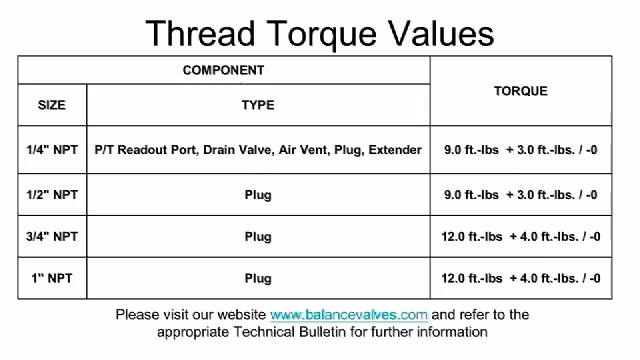 Thread Torque Values
COMPONENT
TORQUE
SIZE TYPE
1/4" NPT P/T Readout Port, Drain Valve, Air Vent, Plug, Extender 9.0 ft.-lbs + 3.0 ft.-lbs. / -0
1/2" NPT Plug 9.0 ft.-lbs + 3.0 ft.-lbs. / -0
3/4" NPT Plug 12.0 ft.-lbs + 4.0 ft.-lbs. / -0
1" NPT Plug 12.0 ft.-lbs + 4.0 ft.-lbs. / -0
Please visit our website www.balancevalves.com and refer to the
appropriate Technical Bulletin for further information